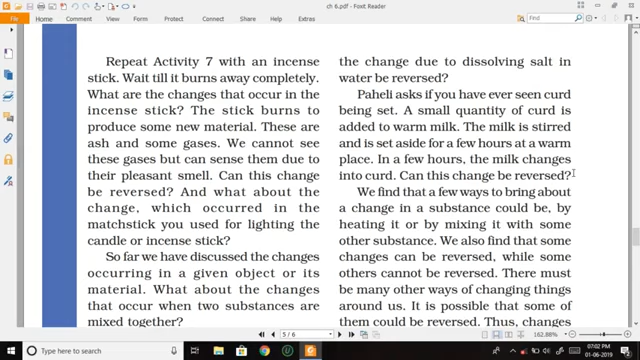 ch 6.pdf - Foxit Reader
File
Home
Find
Repeat Activity 7 with an incense
stick. Wait till it burns away completely.
What are the changes that occur in the
incense stick? The stick burns to
produce some new material. These are
ash and some gases. We cannot see
these gases but can sense them due to
their pleasant smell. Can this change
be reversed? And what about the
change, which occurred in the
matchstick you used for lighting the
candle or incense stick?
So far we have discussed the changes
occurring in a given object or its
material. What about the changes
that occur when two substances are
mixed together?
the change due to dissolving salt in
water be reversed?
Paheli asks if you have ever seen curd
being set. A small quantity of curd is
added to warm milk. The milk is stirred
and is set aside for a few hours at a warm
place. In a few hours, the milk changes
into curd. Can this change be reversed?
We find that a few ways to bring about
a change in a substance could be, by
heating it or by mixing it with some
other substance. We also find that some
changes can be reversed, while some
others cannot be reversed. There must
be many other ways of changing things
around us. It is possible that some of
them could be reversed. Thus, changes
5 / 6
162.88%
Type here to search
07:02 PM
01-06-2019